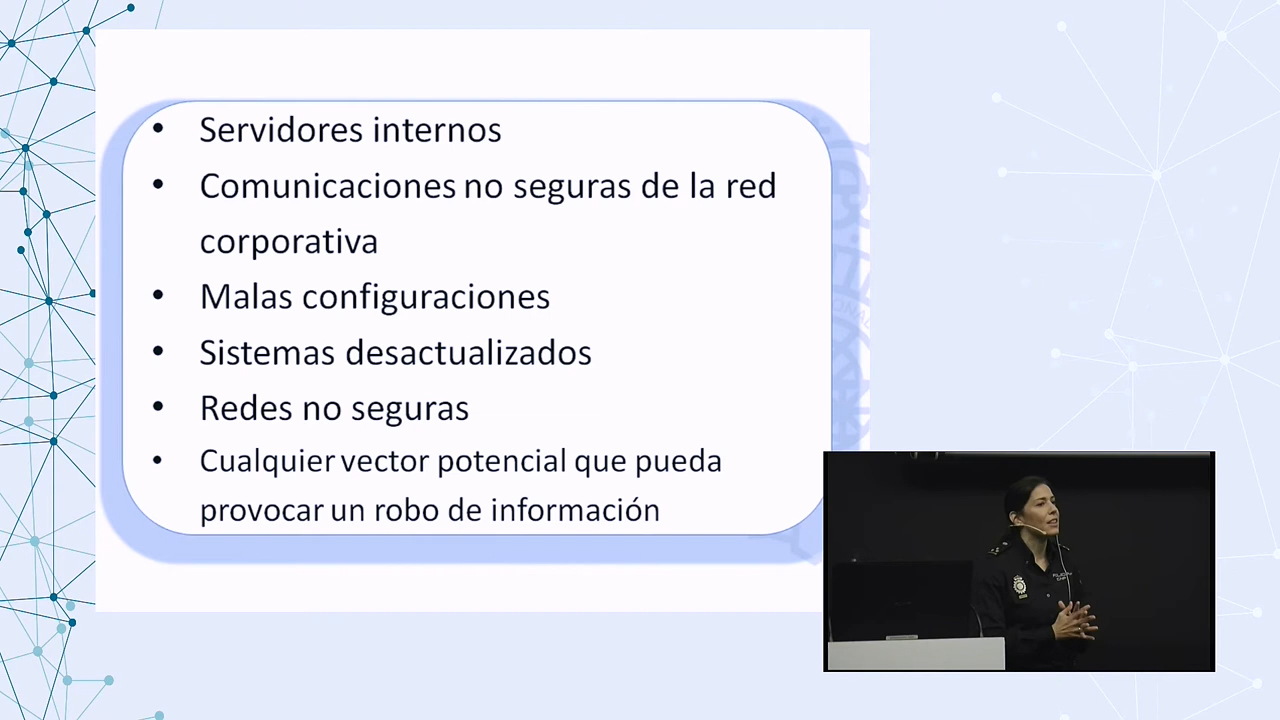 • Servidores internos
• Comunicaciones no seguras de la red
corporativa
• Malas configuraciones
• Sistemas desactualizados
• Redes no seguras
• Cualquier vector potencial que pueda
provocar un robo de información